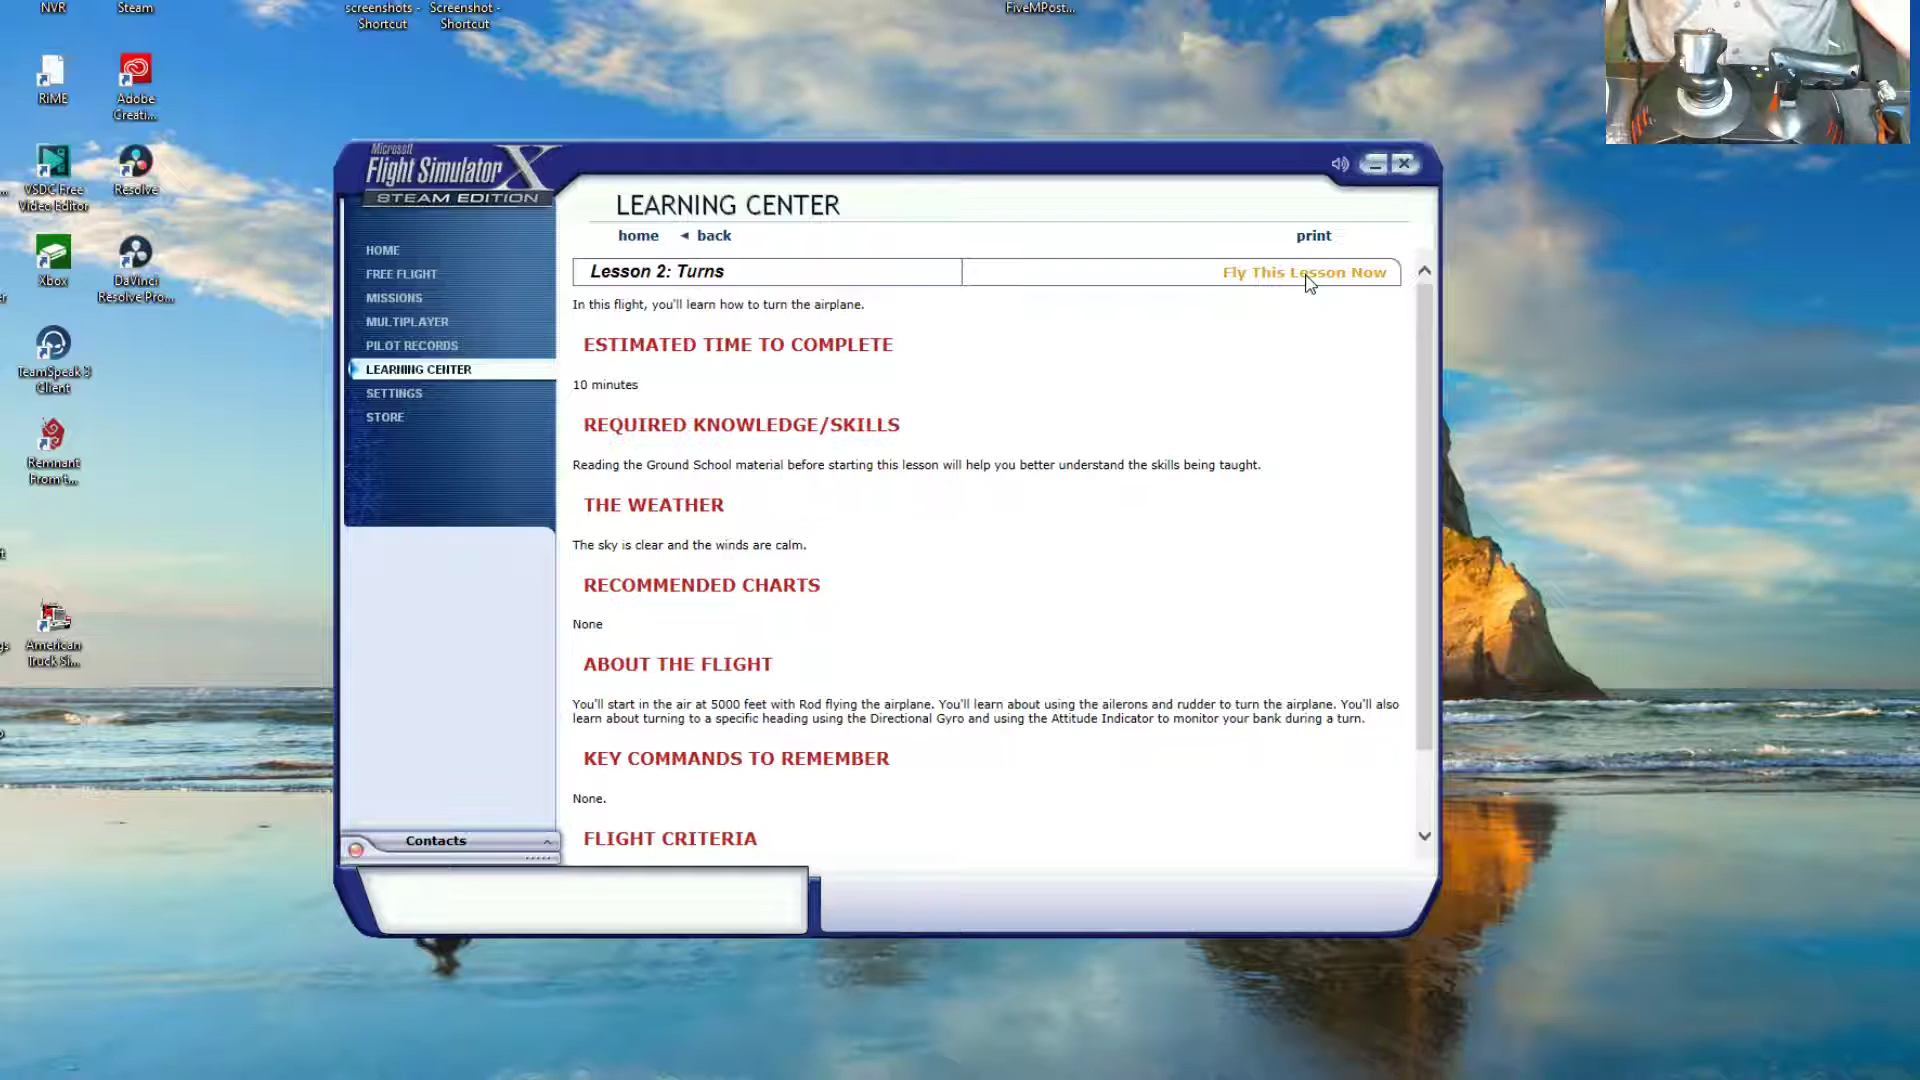 NVR
Steam
screenshots -
Shortcut
Screenshot -
Shortcut
FiveMPost...
RiME
Adobe
Creati...
VSDC Free
Video Editor
Resolve
Xbox
DaVinci
Resolve Pro...
TeamSpeak 3
Client
Remnant
From t...
American
Truck Si...
Microsoft
Flight Simulator X
STEAM EDITION
LEARNING CENTER
home
◄ back
print
HOME
FREE FLIGHT
MISSIONS
MULTIPLAYER
PILOT RECORDS
LEARNING CENTER
SETTINGS
STORE
Lesson 2: Turns
Fly This Lesson Now
In this flight, you'll learn how to turn the airplane.
ESTIMATED TIME TO COMPLETE
10 minutes
REQUIRED KNOWLEDGE/SKILLS
Reading the Ground School material before starting this lesson will help you better understand the skills being taught.
THE WEATHER
The sky is clear and the winds are calm.
RECOMMENDED CHARTS
None
ABOUT THE FLIGHT
You'll start in the air at 5000 feet with Rod flying the airplane. You'll learn about using the ailerons and rudder to turn the airplane. You'll also
learn about turning to a specific heading using the Directional Gyro and using the Attitude Indicator to monitor your bank during a turn.
KEY COMMANDS TO REMEMBER
None.
FLIGHT CRITERIA
Contacts